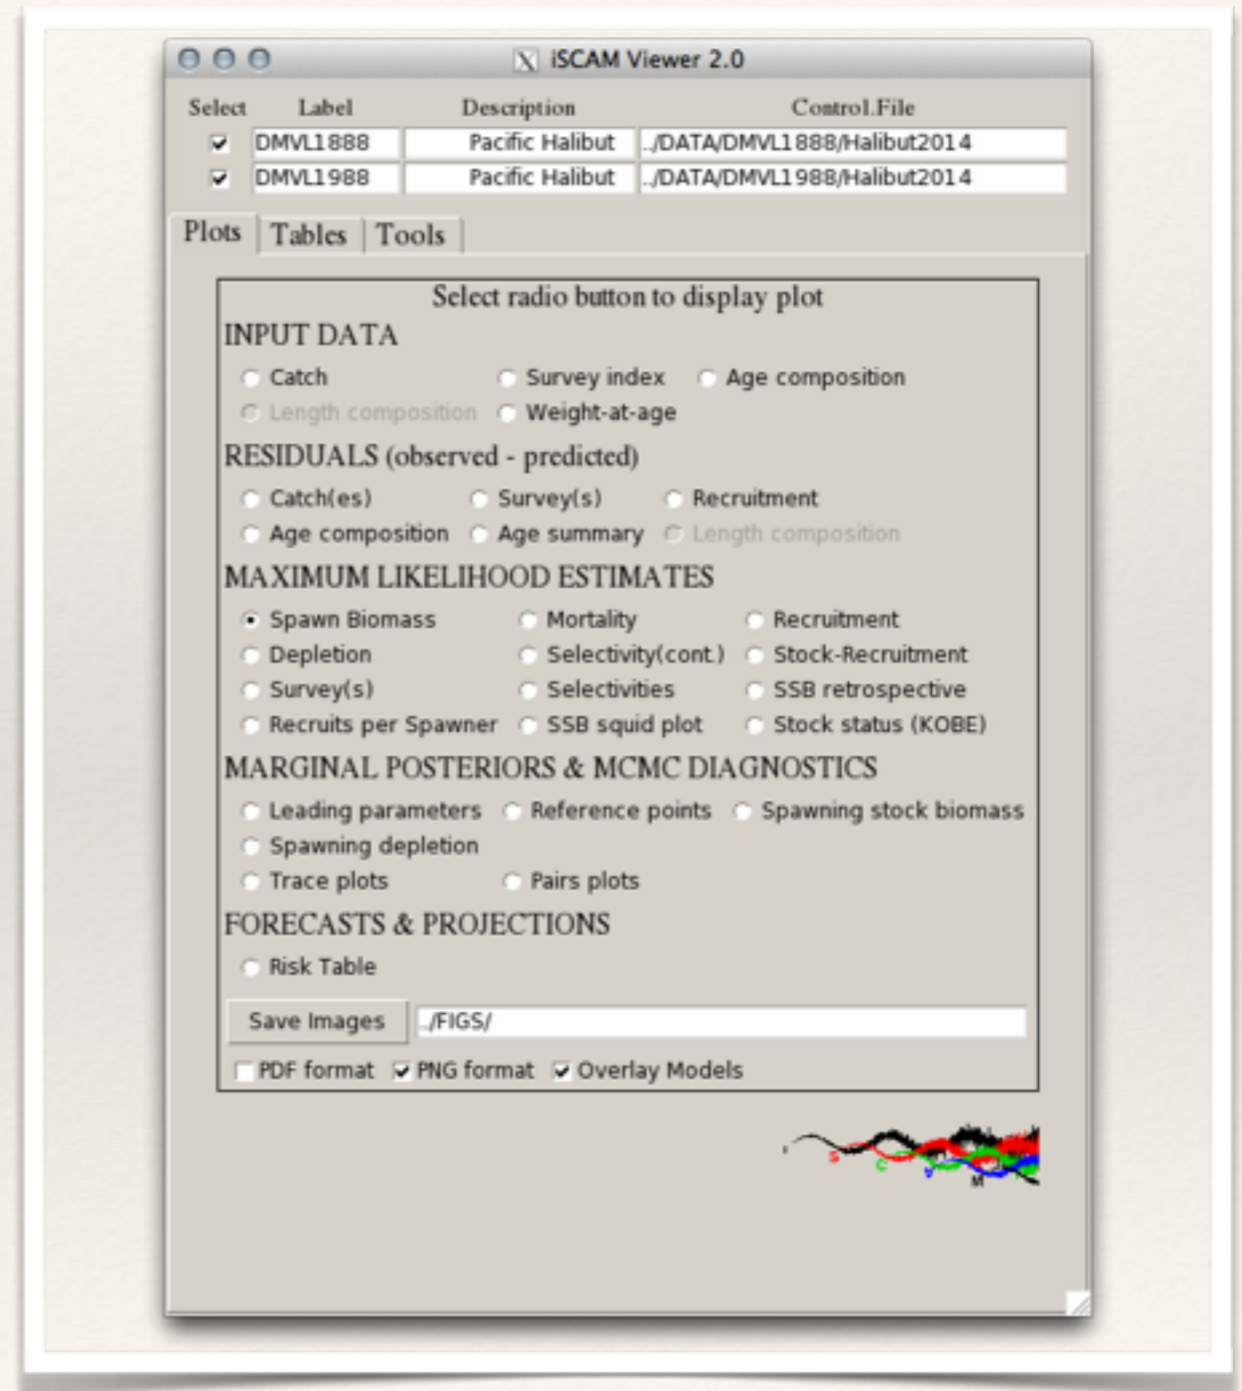 iSCAM Viewer 2.0
Select Label Description Control.File
DMVL1888 Pacific Halibut ../DATA/DMVL1888/Halibut2014
DMVL1988 Pacific Halibut ../DATA/DMVL1988/Halibut2014
Plots Tables Tools
Select radio button to display plot
INPUT DATA
Catch Survey index Age composition
Length composition Weight-at-age
RESIDUALS (observed - predicted)
Catch(es) Survey(s) Recruitment
Age composition Age summary Length composition
MAXIMUM LIKELIHOOD ESTIMATES
Spawn Biomass Mortality Recruitment
Depletion Selectivity(cont.) Stock-Recruitment
Survey(s) Selectivities SSB retrospective
Recruits per Spawner SSB squid plot Stock status (KOBE)
MARGINAL POSTERIORS & MCMC DIAGNOSTICS
Leading parameters Reference points Spawning stock biomass
Spawning depletion
Trace plots Pairs plots
FORECASTS & PROJECTIONS
Risk Table
Save Images ../FIGS/
PDF format PNG format Overlay Models
I S C A M